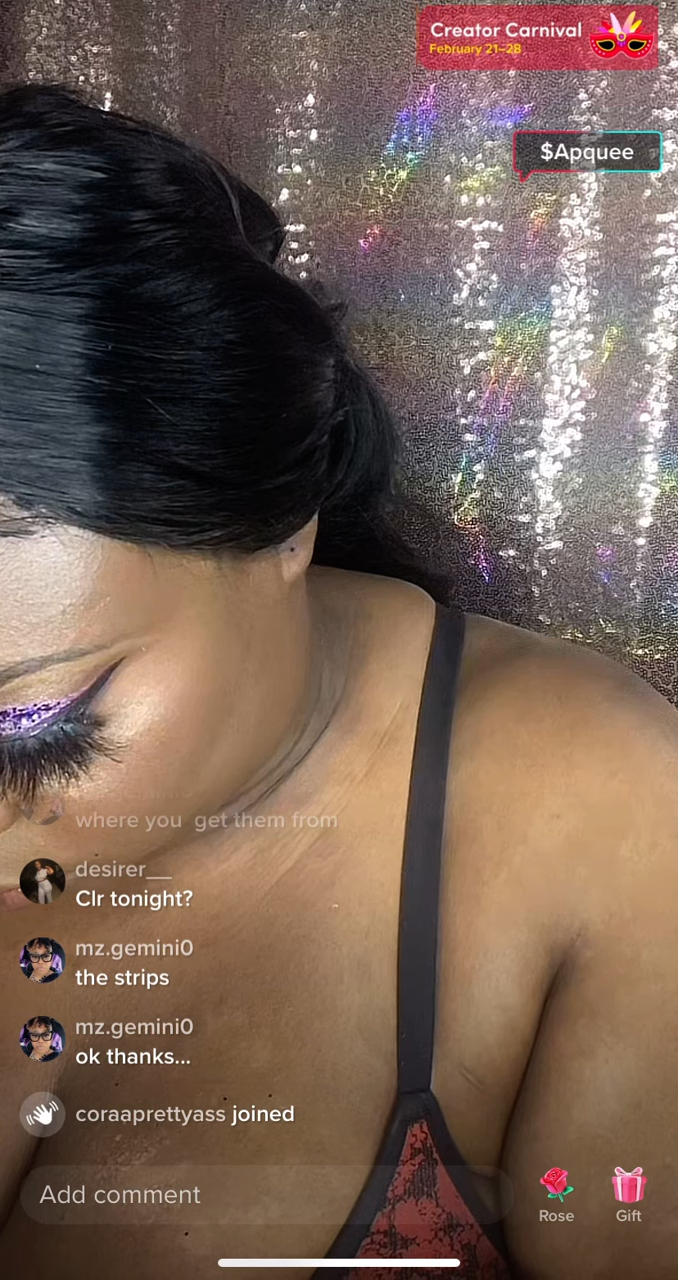 Creator Carnival
February 21–28
$Apquee
where you get them from
desirer__
Clr tonight?
mz.gemini0
the strips
mz.gemini0
ok thanks...
coraaprettyass joined
Add comment
Rose
Gift